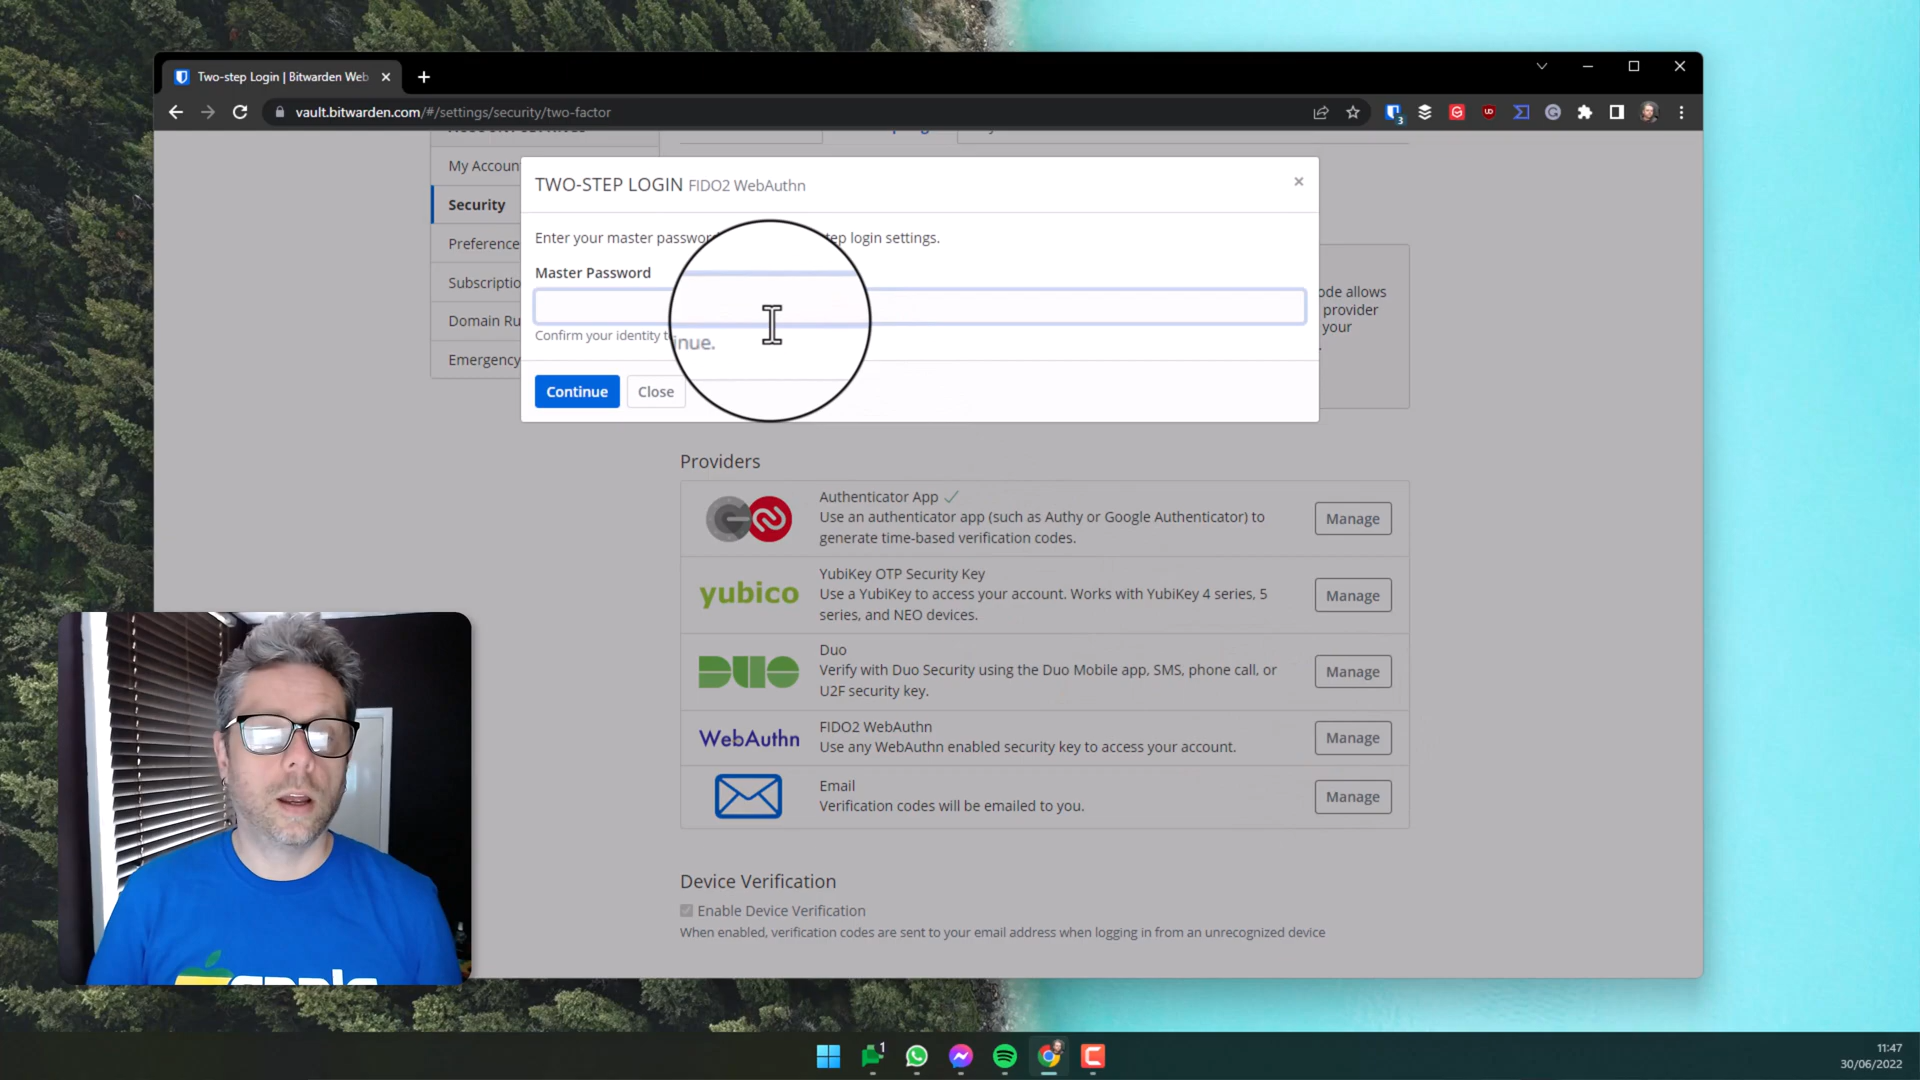 Two-step Login | Bitwarden Web
vault.bitwarden.com/#/settings/security/two-factor
3
My Accoun
Security
Preference
Subscriptio
Domain Ru
Emergency
TWO-STEP LOGIN FIDO2 WebAuthn
×
Enter your master passwor ep login settings.
Master Password
Confirm your identity t inue.
Continue
Close
ode allows
provider
your
Providers
Authenticator App
Use an authenticator app (such as Authy or Google Authenticator) to
generate time-based verification codes.
Manage
yubico
YubiKey OTP Security Key
Use a YubiKey to access your account. Works with YubiKey 4 series, 5
series, and NEO devices.
Manage
DUO
Duo
Verify with Duo Security using the Duo Mobile app, SMS, phone call, or
U2F security key.
Manage
WebAuthn
FIDO2 WebAuthn
Use any WebAuthn enabled security key to access your account.
Manage
Email
Verification codes will be emailed to you.
Manage
Device Verification
Enable Device Verification
When enabled, verification codes are sent to your email address when logging in from an unrecognized device
1
11:47
30/06/2022